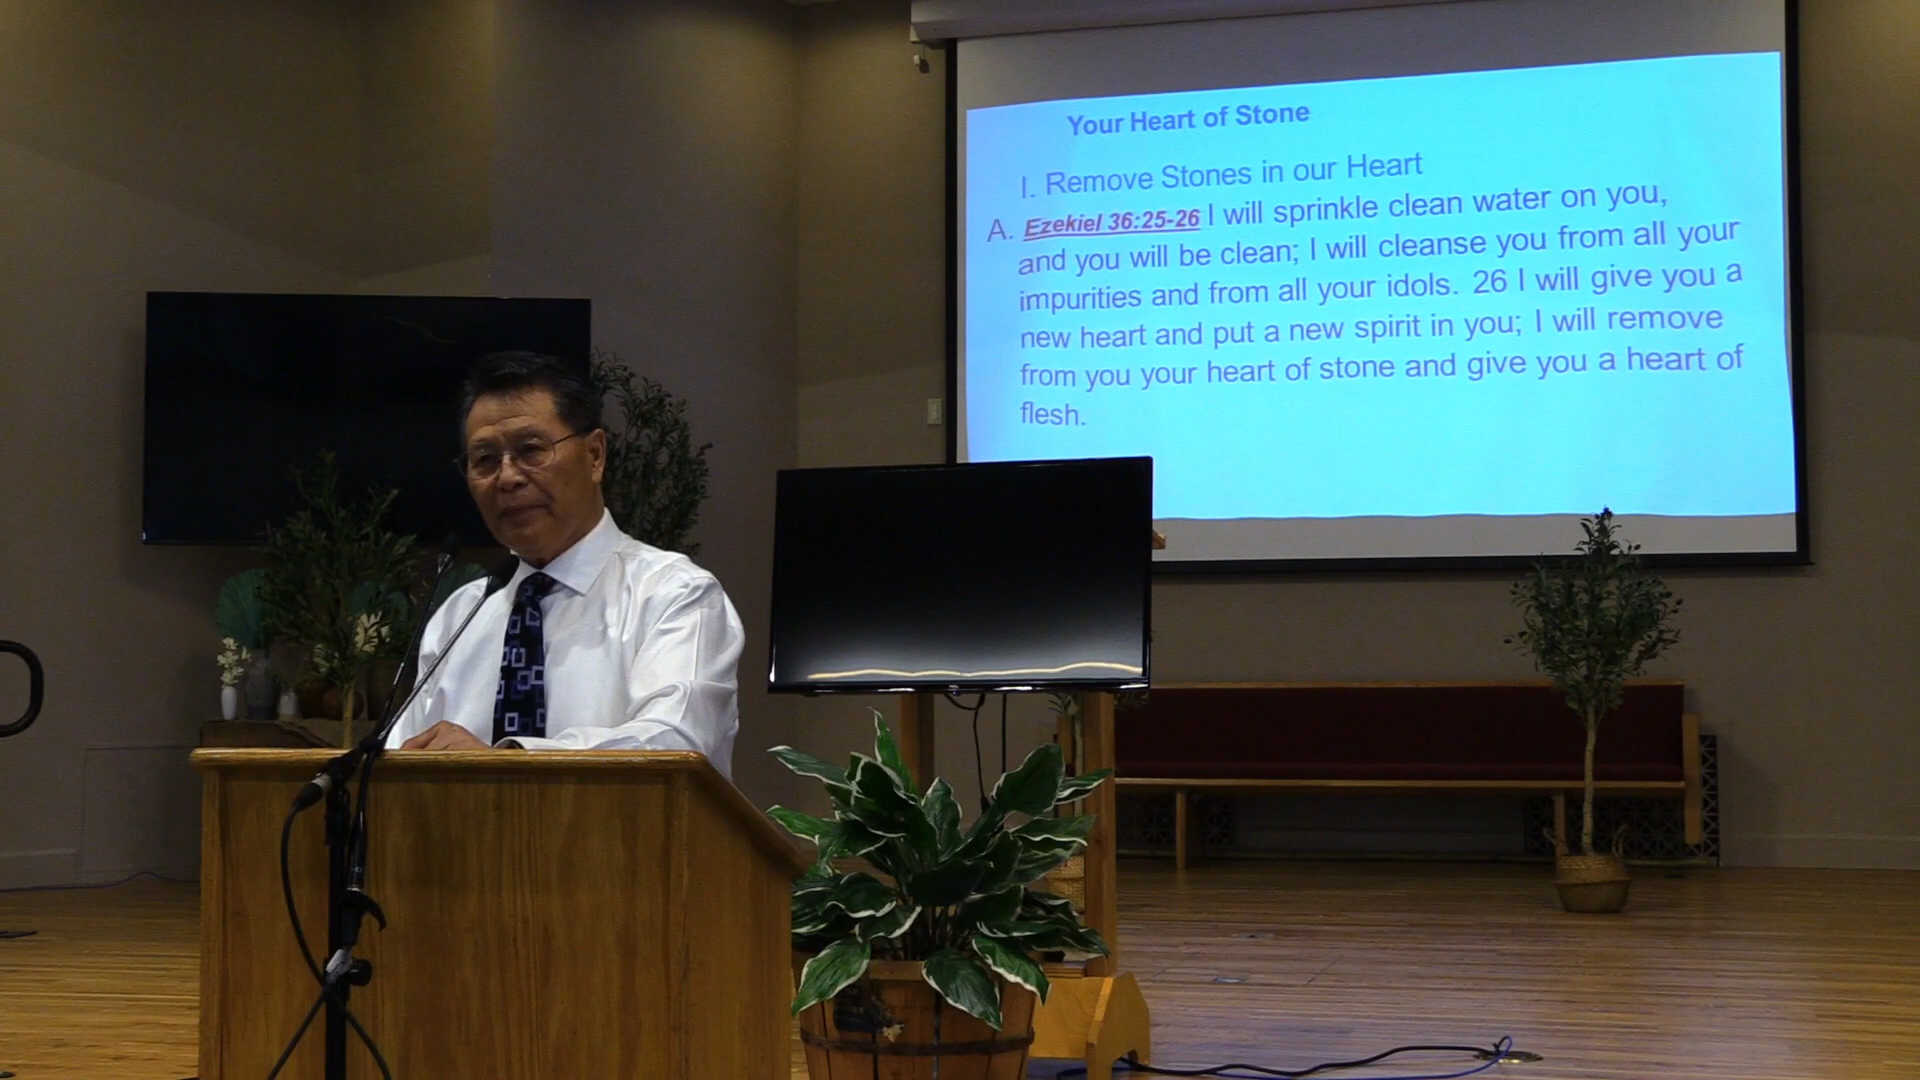 Your Heart of Stone
I. Remove Stones in our Heart
A. Ezekiel 36:25-26 I will sprinkle clean water on you,
and you will be clean; I will cleanse you from all your
impurities and from all your idols. 26 I will give you a
new heart and put a new spirit in you; I will remove
from you your heart of stone and give you a heart of
flesh.